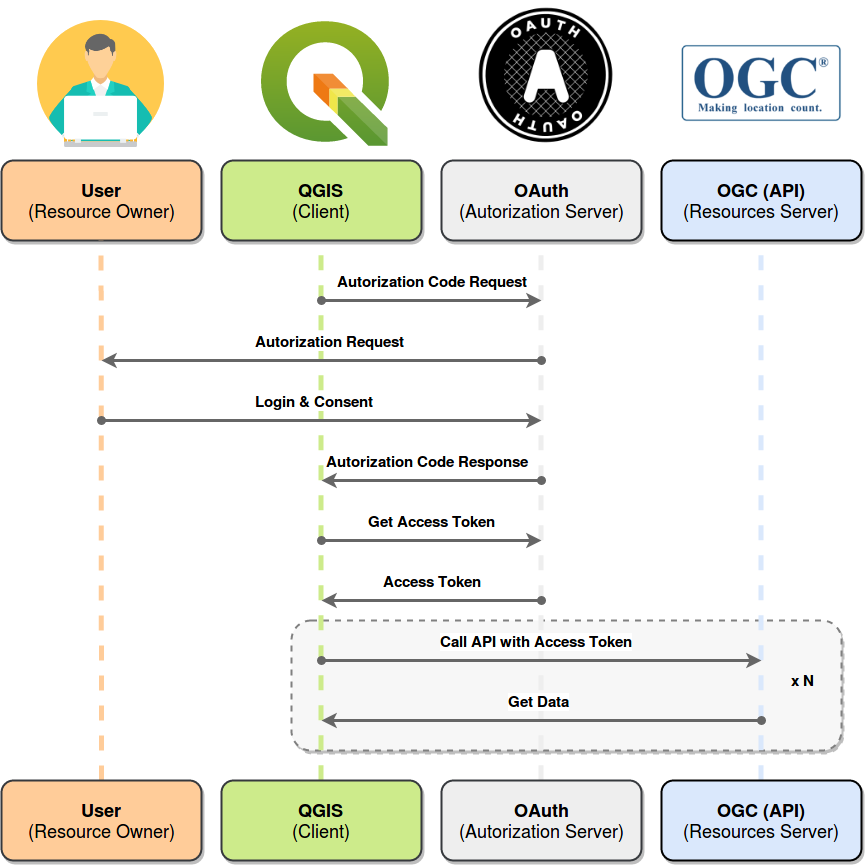 OAUTH
OAUTH
OGC®
Making location count.
User
(Resource Owner)
QGIS
(Client)
OAuth
(Autorization Server)
OGC (API)
(Resources Server)
Autorization Code Request
Autorization Request
Login & Consent
Autorization Code Response
Get Access Token
Access Token
Call API with Access Token
x N
Get Data
User
(Resource Owner)
QGIS
(Client)
OAuth
(Autorization Server)
OGC (API)
(Resources Server)